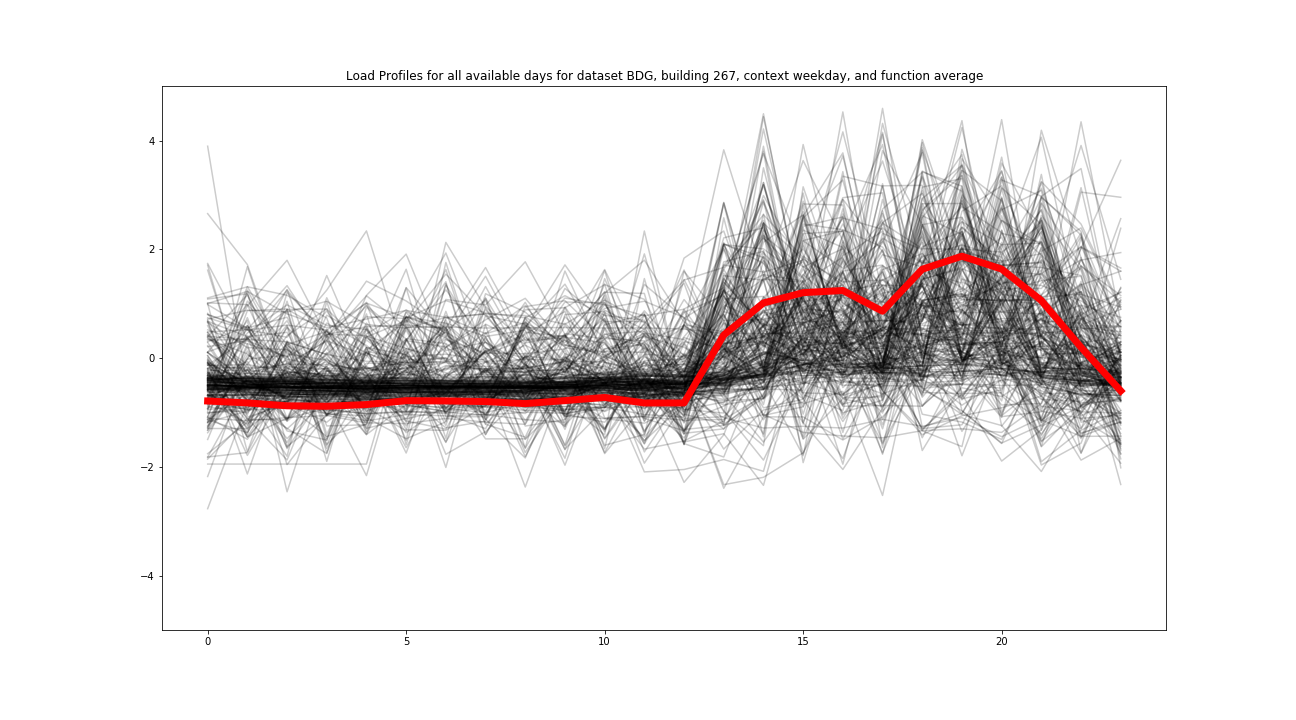 Load Profiles for all available days for dataset BDG, building 267, context weekday, and function average
4
2
0
−2
−4
0 5 10 15 20